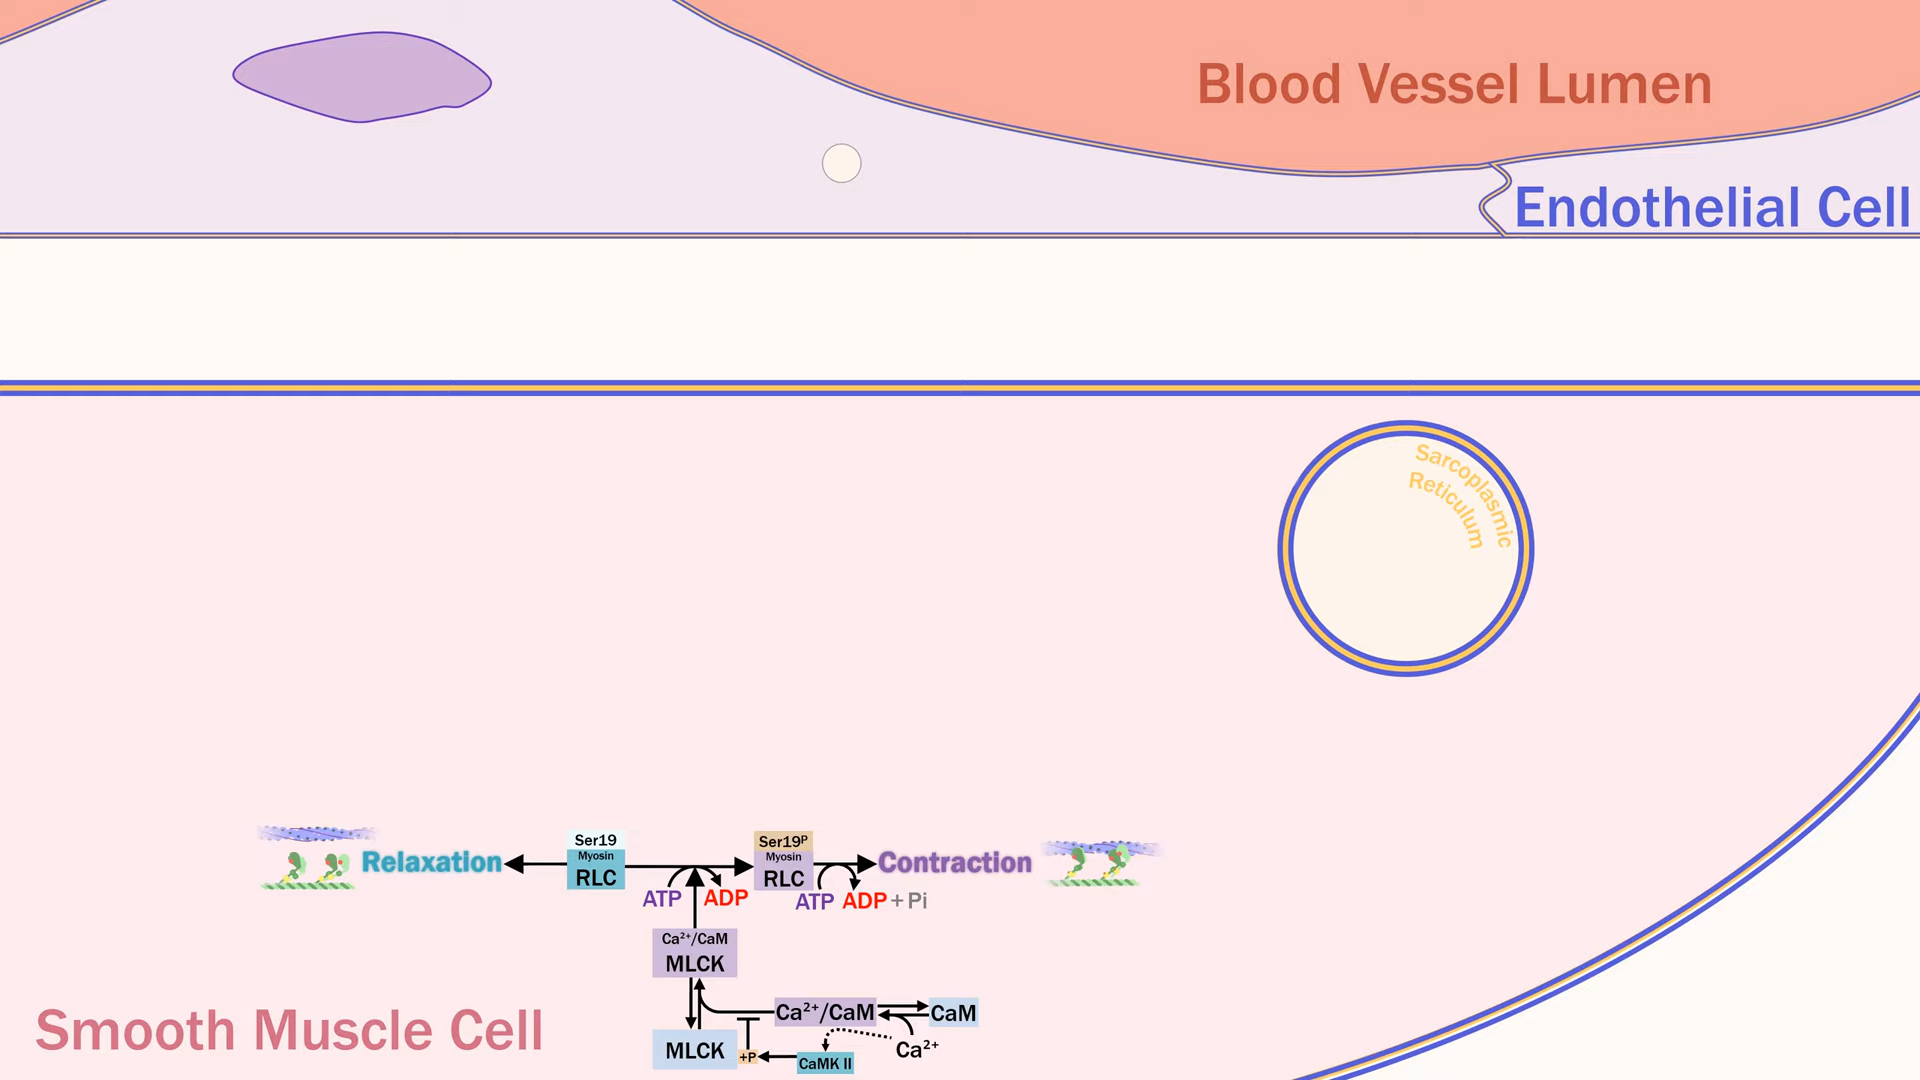 Blood Vessel Lumen
Endothelial Cell
Sarcoplasmic
Reticulum
Relaxation
Ser19
Myosin
RLC
ATP
ADP
Ser19ᴾ
Myosin
RLC
ATP
ADP + Pi
Contraction
Ca²⁺/CaM
MLCK
Ca²⁺/CaM
CaM
Ca²⁺
MLCK
+P
CaMK II
Smooth Muscle Cell